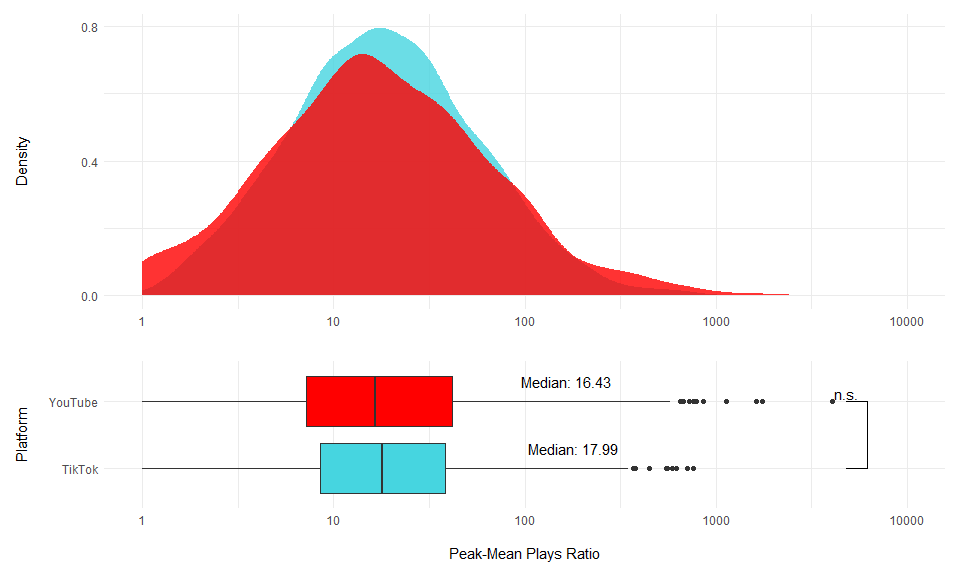 0.8
Density
0.4
0.0
1 10 100 1000 10000
Median: 16.43
n.s.
YouTube
Platform
Median: 17.99
TikTok
1 10 100 1000 10000
Peak-Mean Plays Ratio